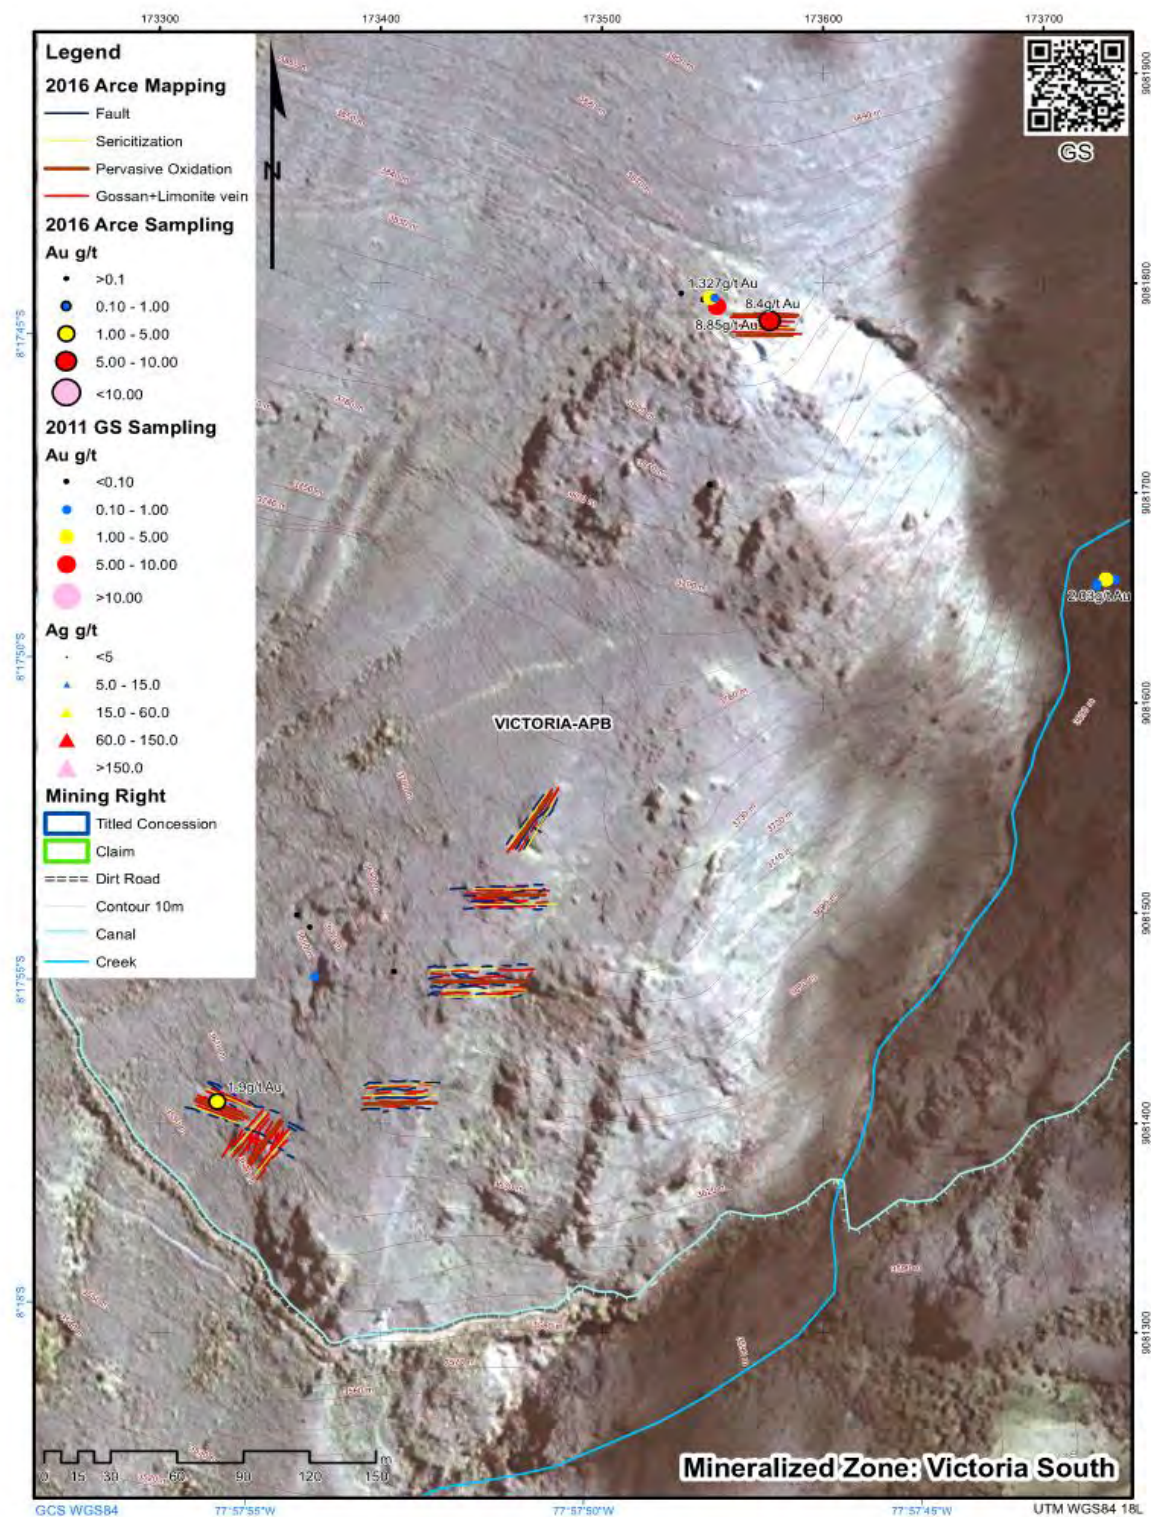 173300 173400 173500 173600 173700
Legend
2016 Arce Mapping
Fault
Sericitization
Pervasive Oxidation
Gossan+Limonite vein
2016 Arce Sampling
Au g/t
>0.1
0.10 - 1.00
1.00 - 5.00
5.00 - 10.00
<10.00
2011 GS Sampling
Au g/t
<0.10
0.10 - 1.00
1.00 - 5.00
5.00 - 10.00
>10.00
Ag g/t
<5
5.0 - 15.0
15.0 - 60.0
60.0 - 150.0
>150.0
Mining Right
Titled Concession
Claim
Dirt Road
Contour 10m
Canal
Creek
N
GS
1.327g/t Au
8.4g/t Au
8.85g/t Au
2.03g/t Au
VICTORIA-APB
1.9g/t Au
9081900
9081800
9081700
9081600
9081500
9081400
9081300
8°17'45"S
8°17'50"S
8°17'55"S
8°18'S
0 15 30 60 90 120 150
m
Mineralized Zone: Victoria South
GCS WGS84 77°57'55"W 77°57'50"W 77°57'45"W UTM WGS84 18L